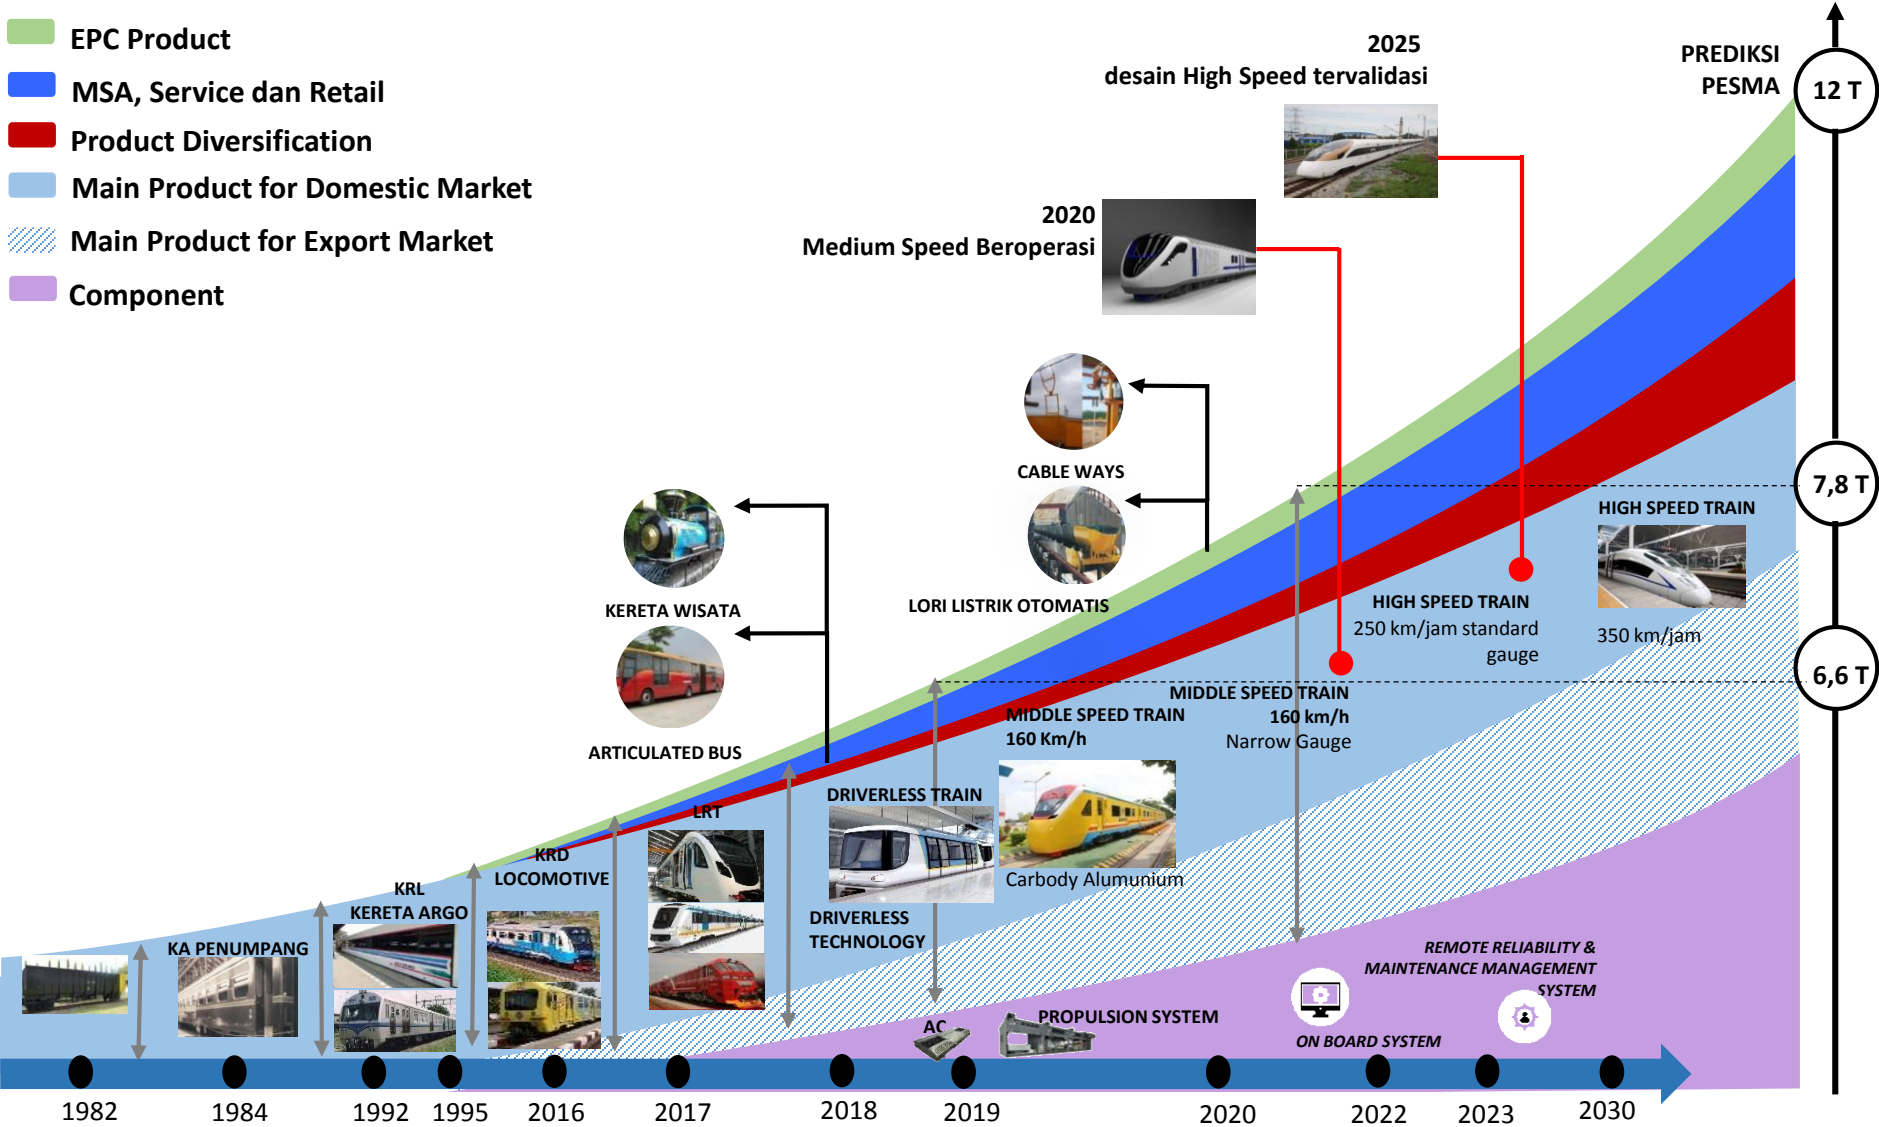 EPC Product
MSA, Service dan Retail
Product Diversification
Main Product for Domestic Market
Main Product for Export Market
Component
2025
desain High Speed tervalidasi
PREDIKSI
PESMA
12 T
2020
Medium Speed Beroperasi
CABLE WAYS
7,8 T
HIGH SPEED TRAIN
350 km/jam
KERETA WISATA
LORI LISTRIK OTOMATIS
HIGH SPEED TRAIN
250 km/jam standard
gauge
6,6 T
ARTICULATED BUS
MIDDLE SPEED TRAIN
160 km/h
Narrow Gauge
MIDDLE SPEED TRAIN
160 Km/h
Carbody Alumunium
DRIVERLESS TRAIN
DRIVERLESS
TECHNOLOGY
LRT
KRD
LOCOMOTIVE
KRL
KERETA ARGO
KA PENUMPANG
REMOTE RELIABILITY &
MAINTENANCE MANAGEMENT
SYSTEM
AC
PROPULSION SYSTEM
ON BOARD SYSTEM
1982
1984
1992
1995
2016
2017
2018
2019
2020
2022
2023
2030